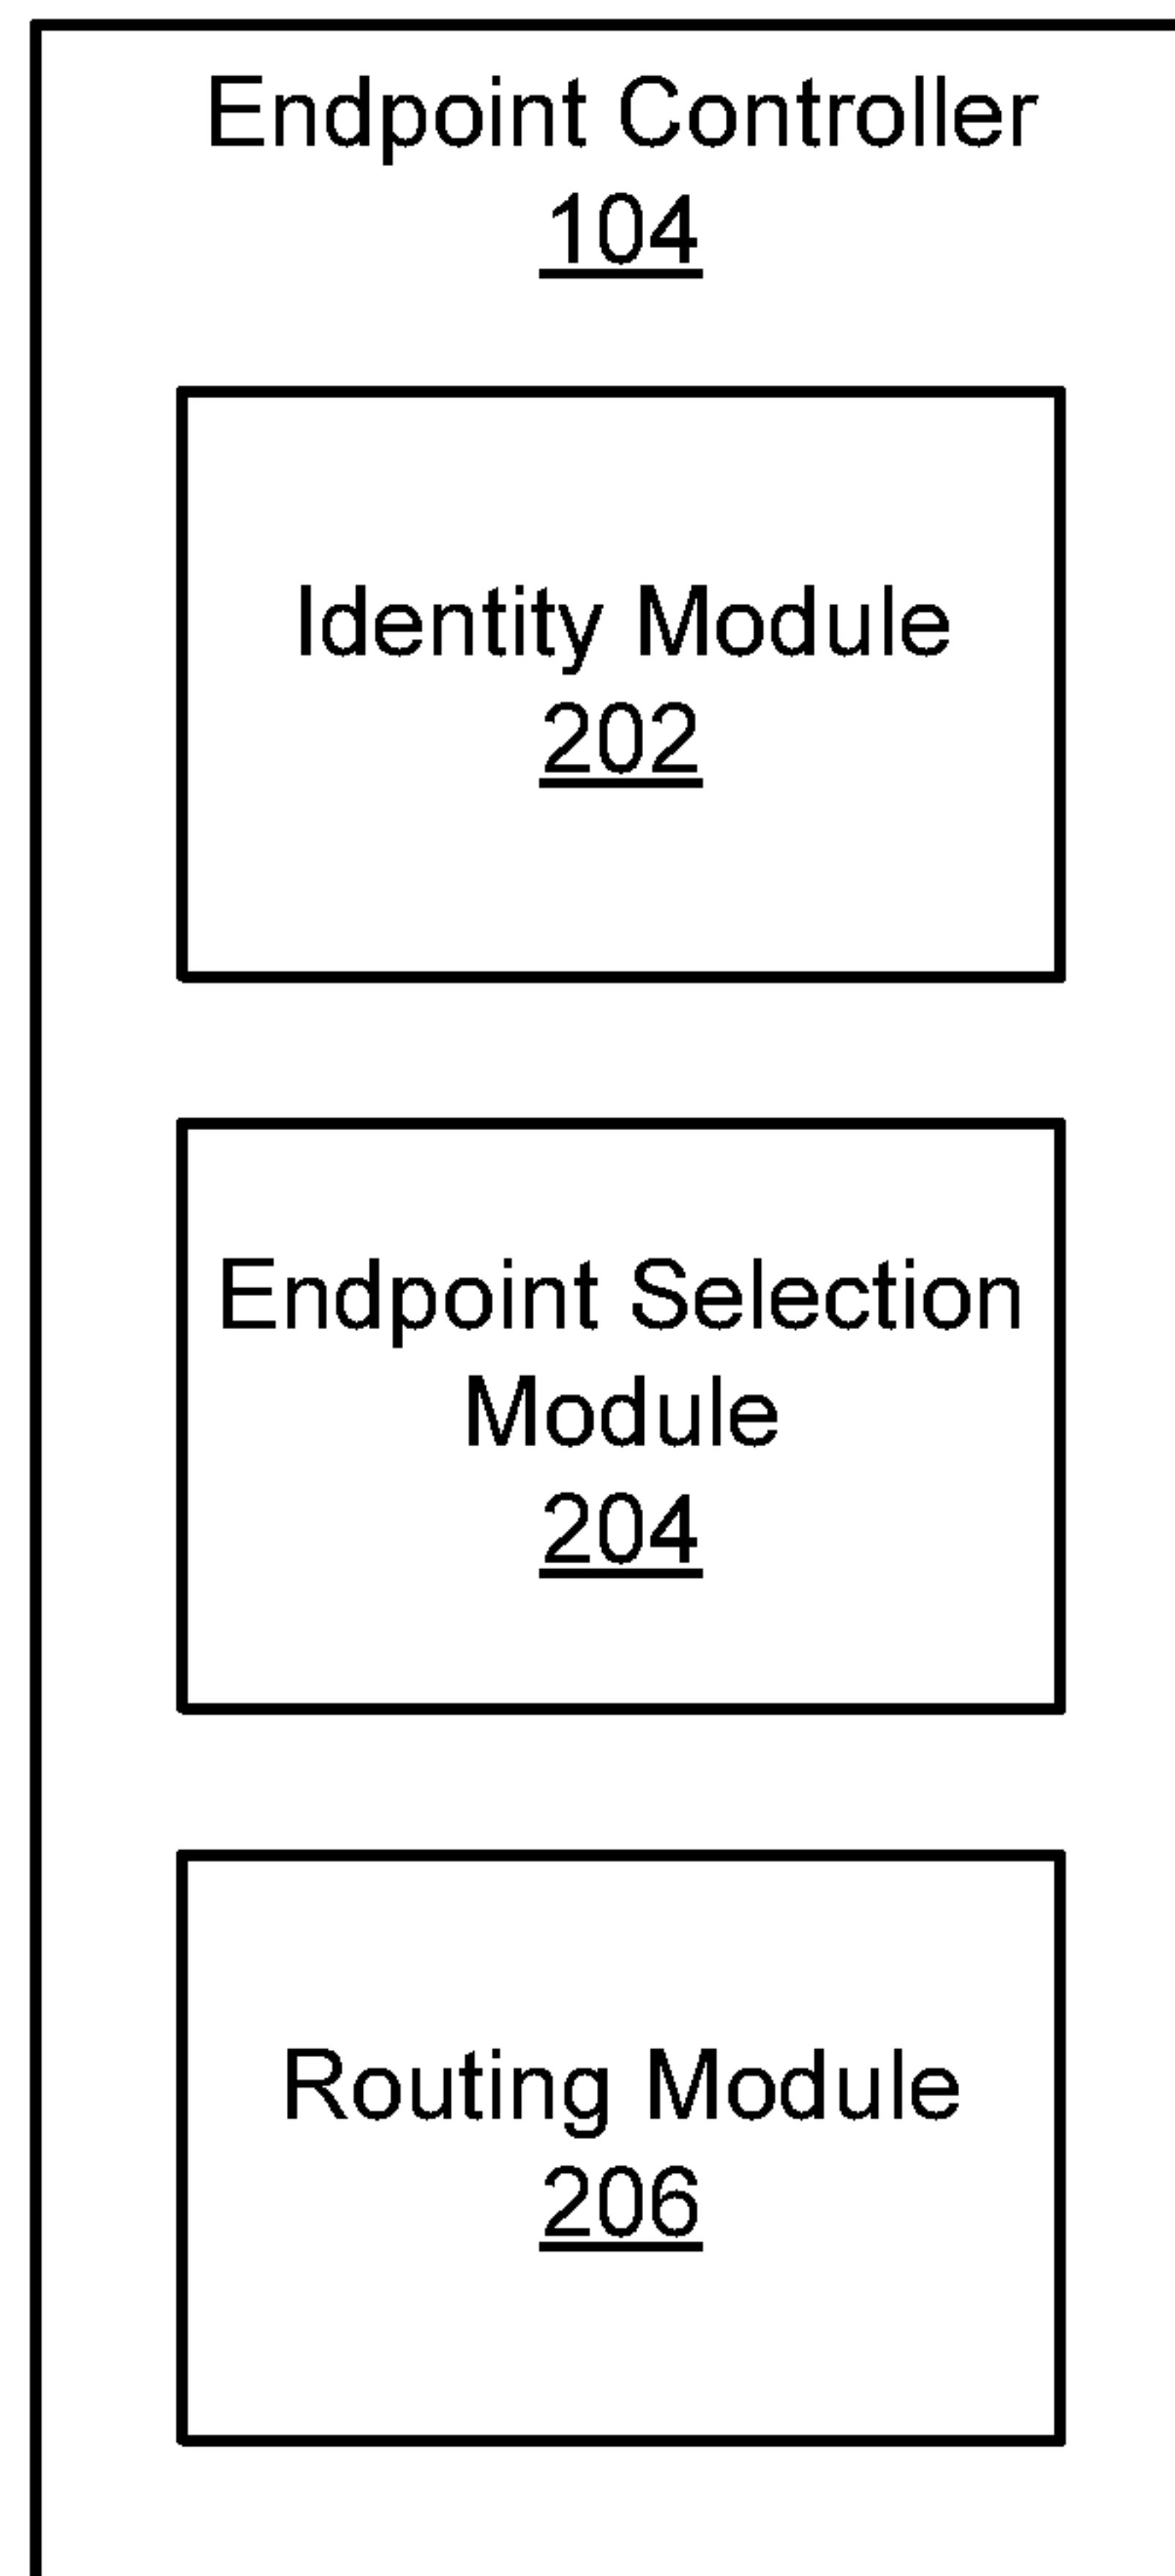 Endpoint Controller
104
Identity Module
202
Endpoint Selection
Module
204
Routing Module
206